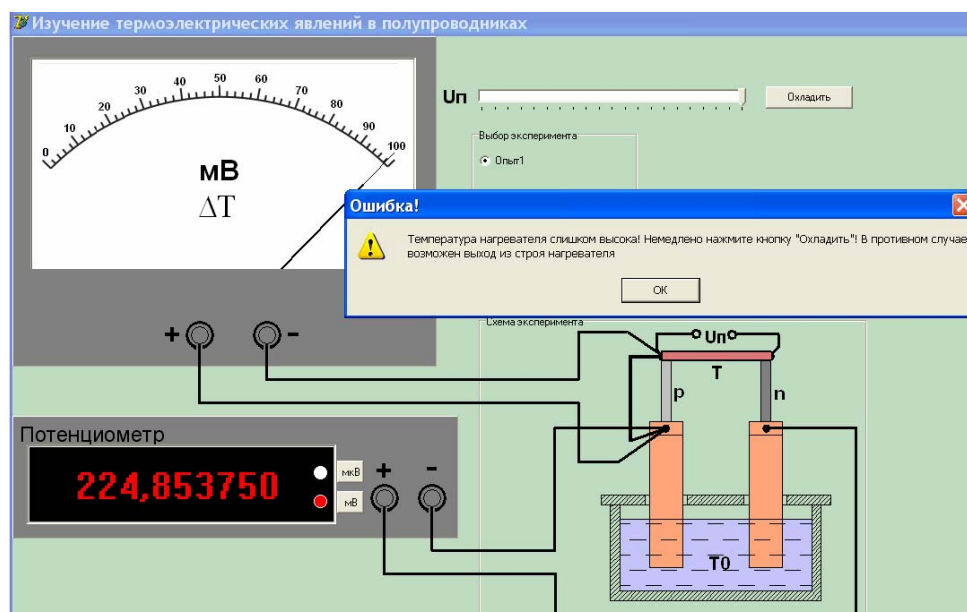 Изучение термоэлектрических явлений в полупроводниках
0 10 20 30 40 50 60 70 80 90 100
мВ
ΔT
+ -
Uп
Охладить
Выбор эксперимента
Опыт1
Ошибка!
Температура нагревателя слишком высока! Немедлено нажмите кнопку "Охладить"! В противном случае
возможен выход из строя нагревателя
OK
Схема эксперимента
Uп
T
p n
T0
Потенциометр
224,853750
мкВ
мВ
+ -